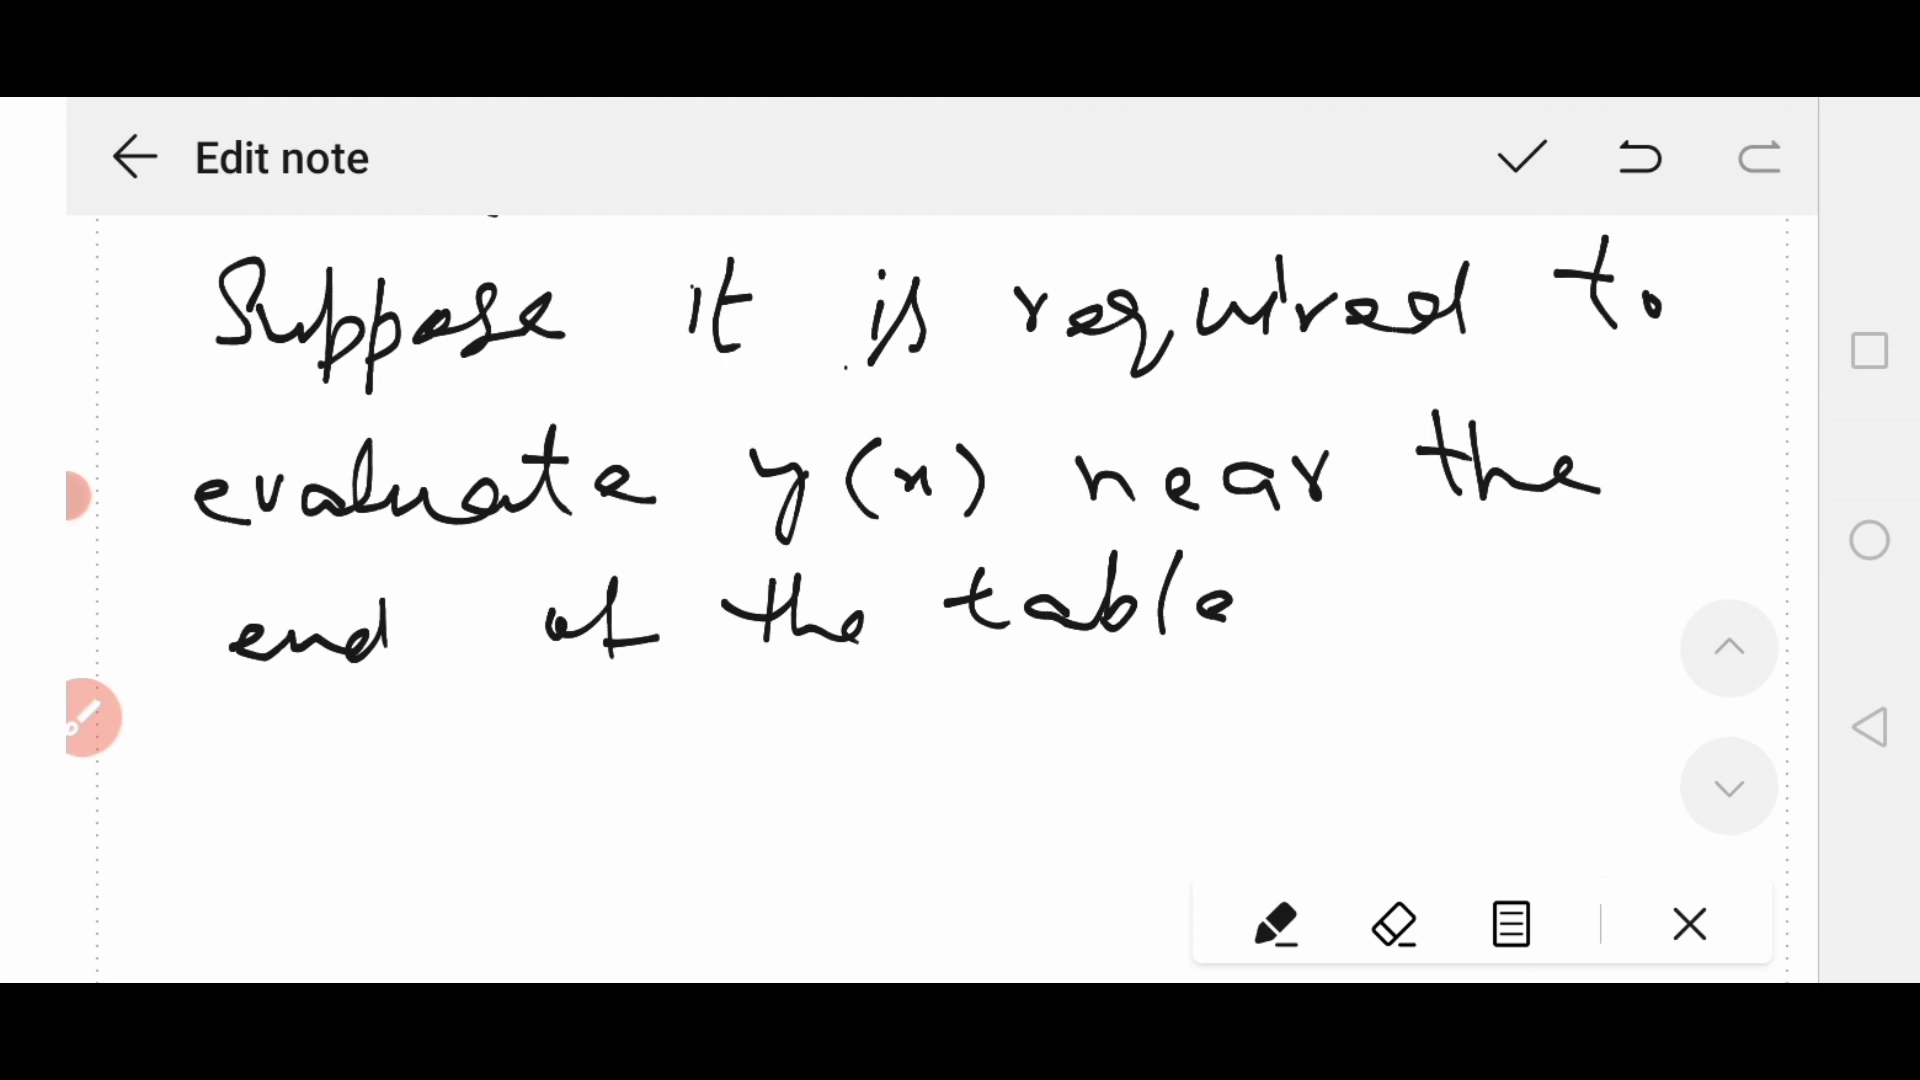 Edit note
Suppose it is required to
evaluate y(x) near the
end of the table